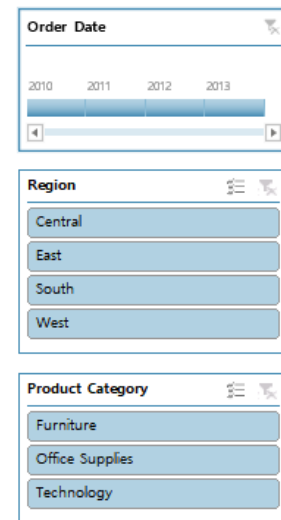 Order Date
2010 2011 2012 2013
Region
Central
East
South
West
Product Category
Furniture
Office Supplies
Technology